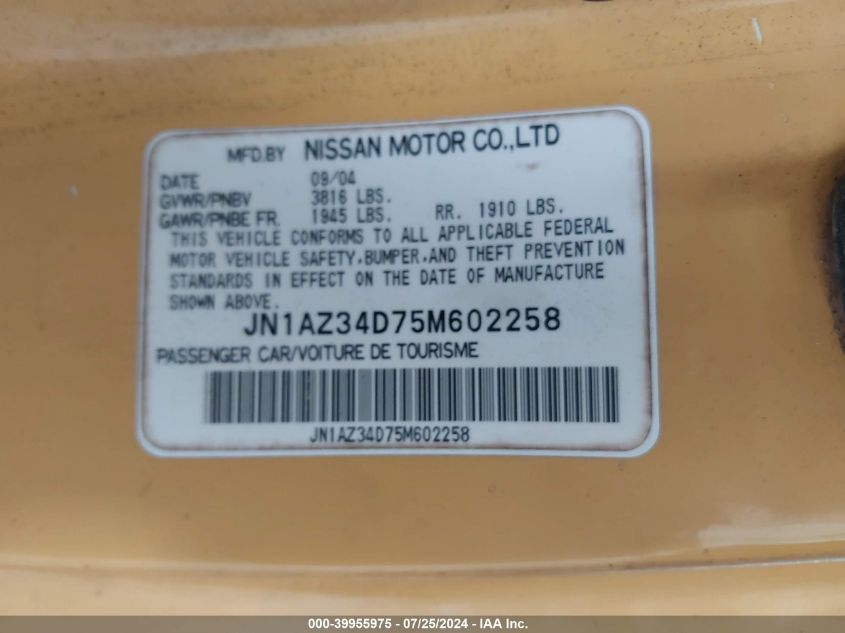 MFD.BY NISSAN MOTOR CO.,LTD
DATE 09/04
GVWR/PNBV 3816 LBS.
GAWR/PNBE FR. 1945 LBS. RR. 1910 LBS.
THIS VEHICLE CONFORMS TO ALL APPLICABLE FEDERAL
MOTOR VEHICLE SAFETY,BUMPER,AND THEFT PREVENTION
STANDARDS IN EFFECT ON THE DATE OF MANUFACTURE
SHOWN ABOVE.
JN1AZ34D75M602258
PASSENGER CAR/VOITURE DE TOURISME
JN1AZ34D75M602258
000-39955975 - 07/25/2024 - IAAI Inc.